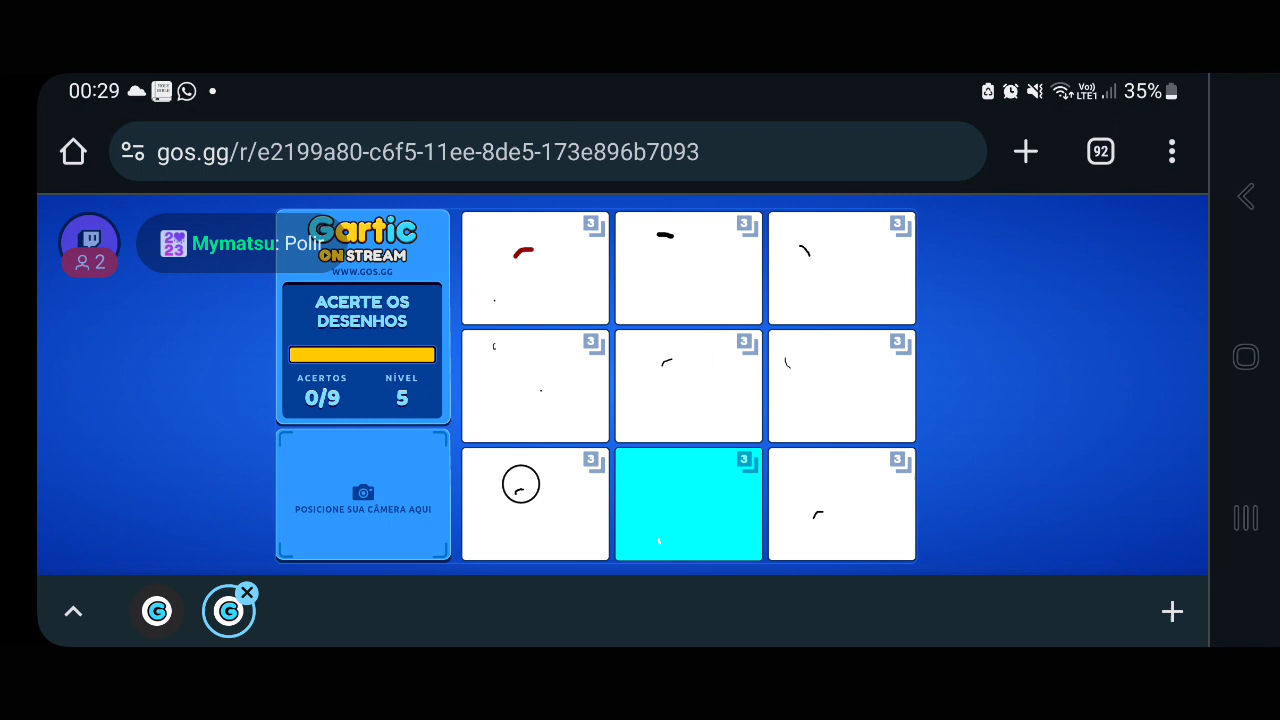 00:29
Vo)) LTE1 35%
gos.gg/r/e2199a80-c6f5-11ee-8de5-173e896b7093
92
2
Mymatsu: Polir
Gartic
ON STREAM
WWW.GOS.GG
ACERTE OS
DESENHOS
ACERTOS NÍVEL
0/9 5
POSICIONE SUA CÂMERA AQUI
3 3 3
3 3 3
3 3 3
G G